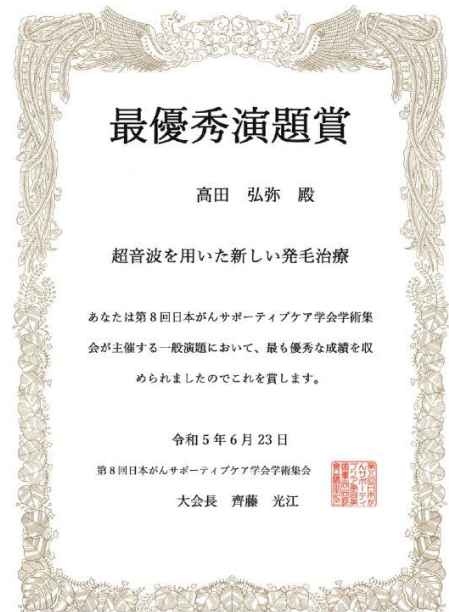 最優秀演題賞
髙田　弘弥　殿
超音波を用いた新しい発毛治療
あなたは第8回日本がんサポーティブケア学会学術集
会が主催する一般演題において、最も優秀な成績を収
められましたのでこれを賞します。
令和5年6月23日
第8回日本がんサポーティブケア学会学術集会
大会長　齊藤　光江